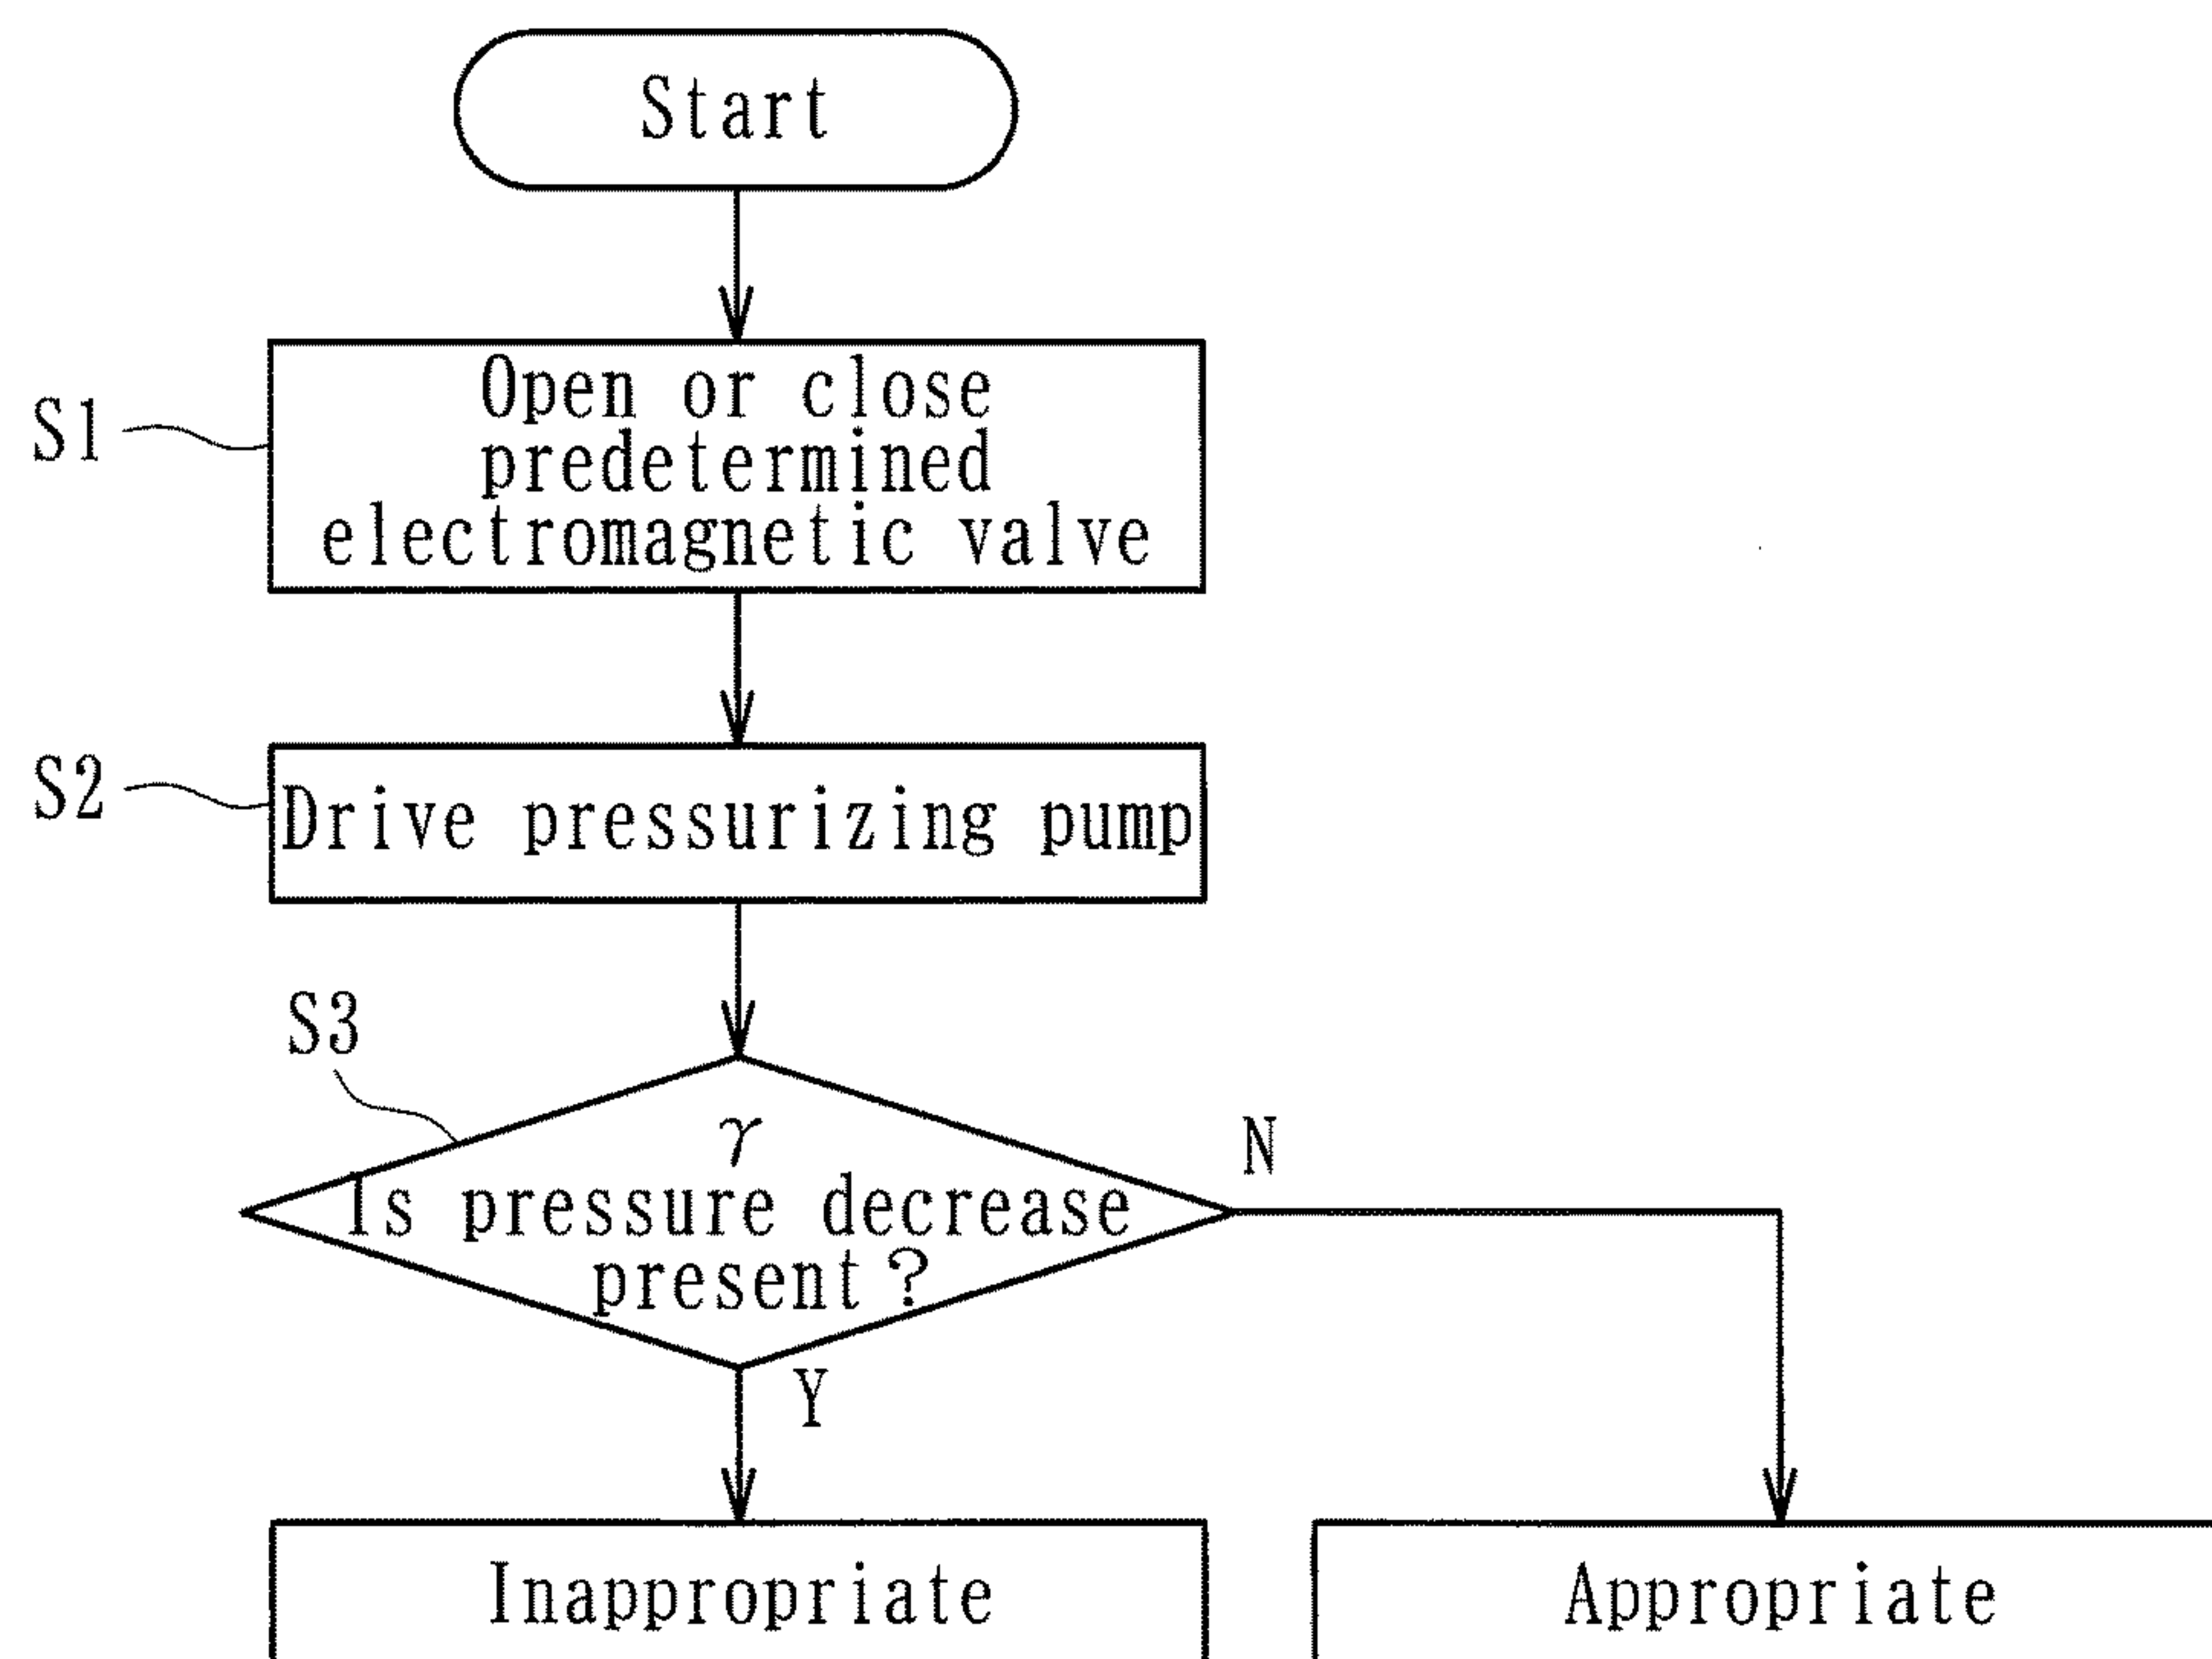 Start
S1
Open or close
predetermined
electromagnetic valve
S2
Drive pressurizing pump
S3
γ
Is pressure decrease
present?
N
Y
Inappropriate
Appropriate